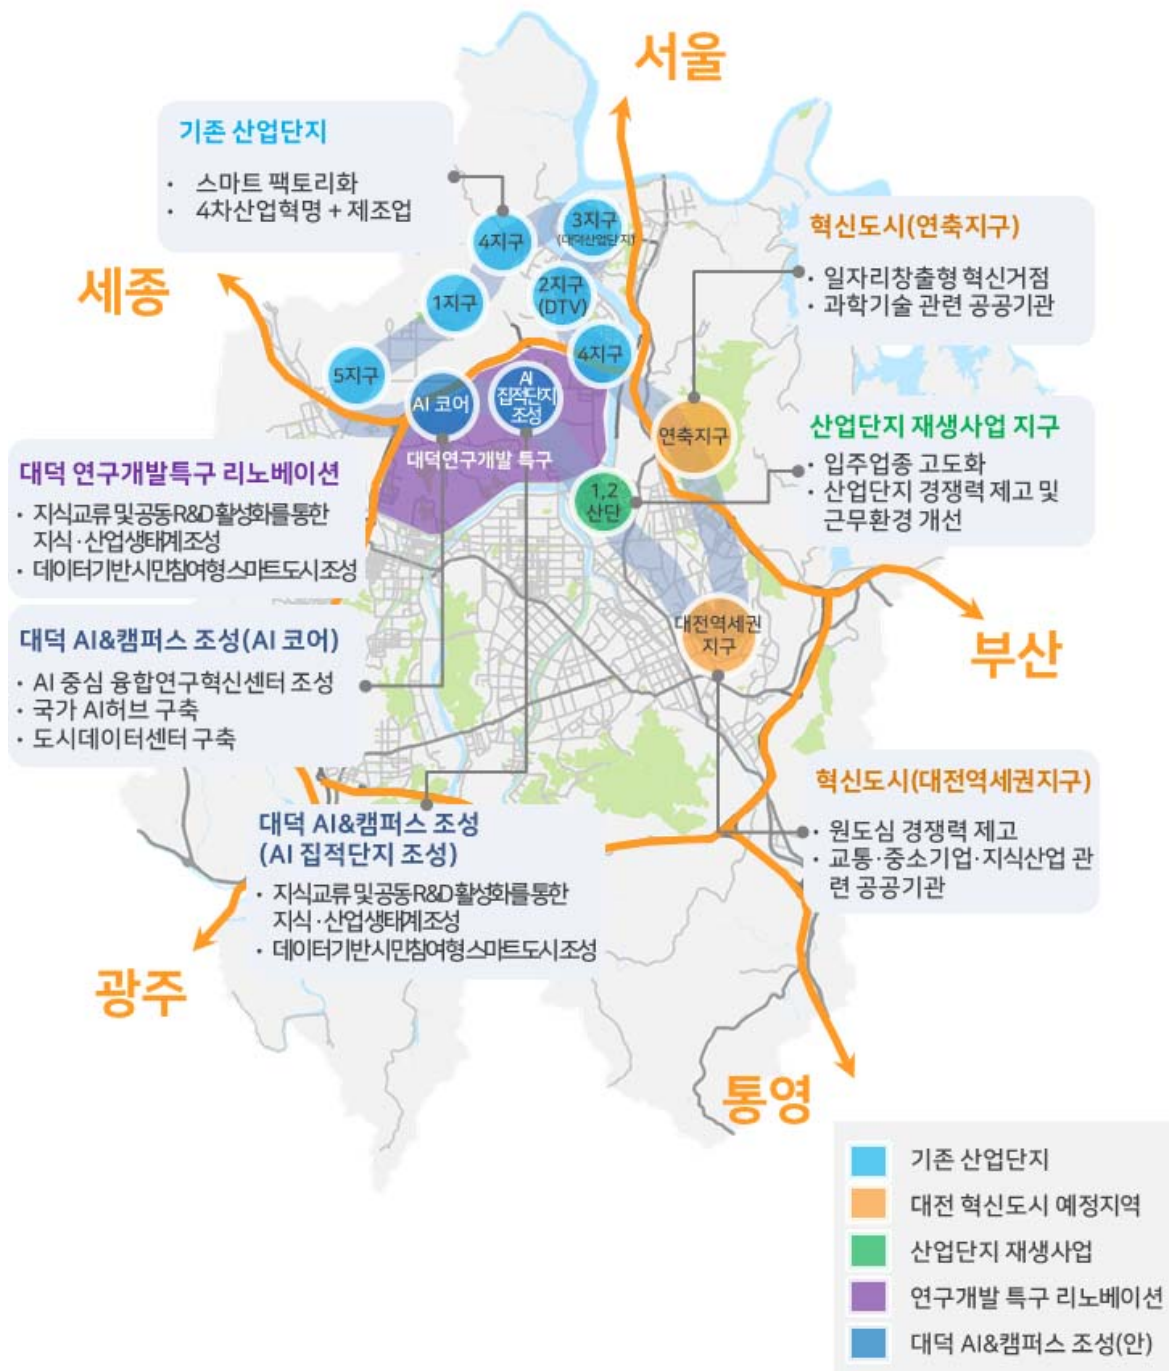 서울
기존 산업단지
· 스마트 팩토리화
· 4차산업혁명 + 제조업
3지구
(대덕산업단지)
4지구
혁신도시(연축지구)
· 일자리창출형 혁신거점
· 과학기술 관련 공공기관
세종
1지구
2지구
(DTV)
4지구
5지구
AI 코어
AI
집적단지
조성
대덕연구개발 특구
연축지구
산업단지 재생사업 지구
· 입주업종 고도화
· 산업단지 경쟁력 제고 및
근무환경 개선
1,2
산단
대덕 연구개발특구 리노베이션
· 지식교류 및 공동 R&D 활성화를 통한
지식·산업생태계조성
· 데이터기반 시민참여형 스마트도시 조성
대덕 AI&캠퍼스 조성(AI 코어)
· AI 중심 융합연구혁신센터 조성
· 국가 AI허브 구축
· 도시데이터센터 구축
대전역세권
지구
부산
혁신도시(대전역세권지구)
· 원도심 경쟁력 제고
· 교통·중소기업·지식산업 관
련 공공기관
대덕 AI&캠퍼스 조성
(AI 집적단지 조성)
· 지식교류 및 공동 R&D 활성화를 통한
지식·산업생태계조성
· 데이터기반 시민참여형 스마트도시 조성
광주
통영
기존 산업단지
대전 혁신도시 예정지역
산업단지 재생사업
연구개발 특구 리노베이션
대덕 AI&캠퍼스 조성(안)